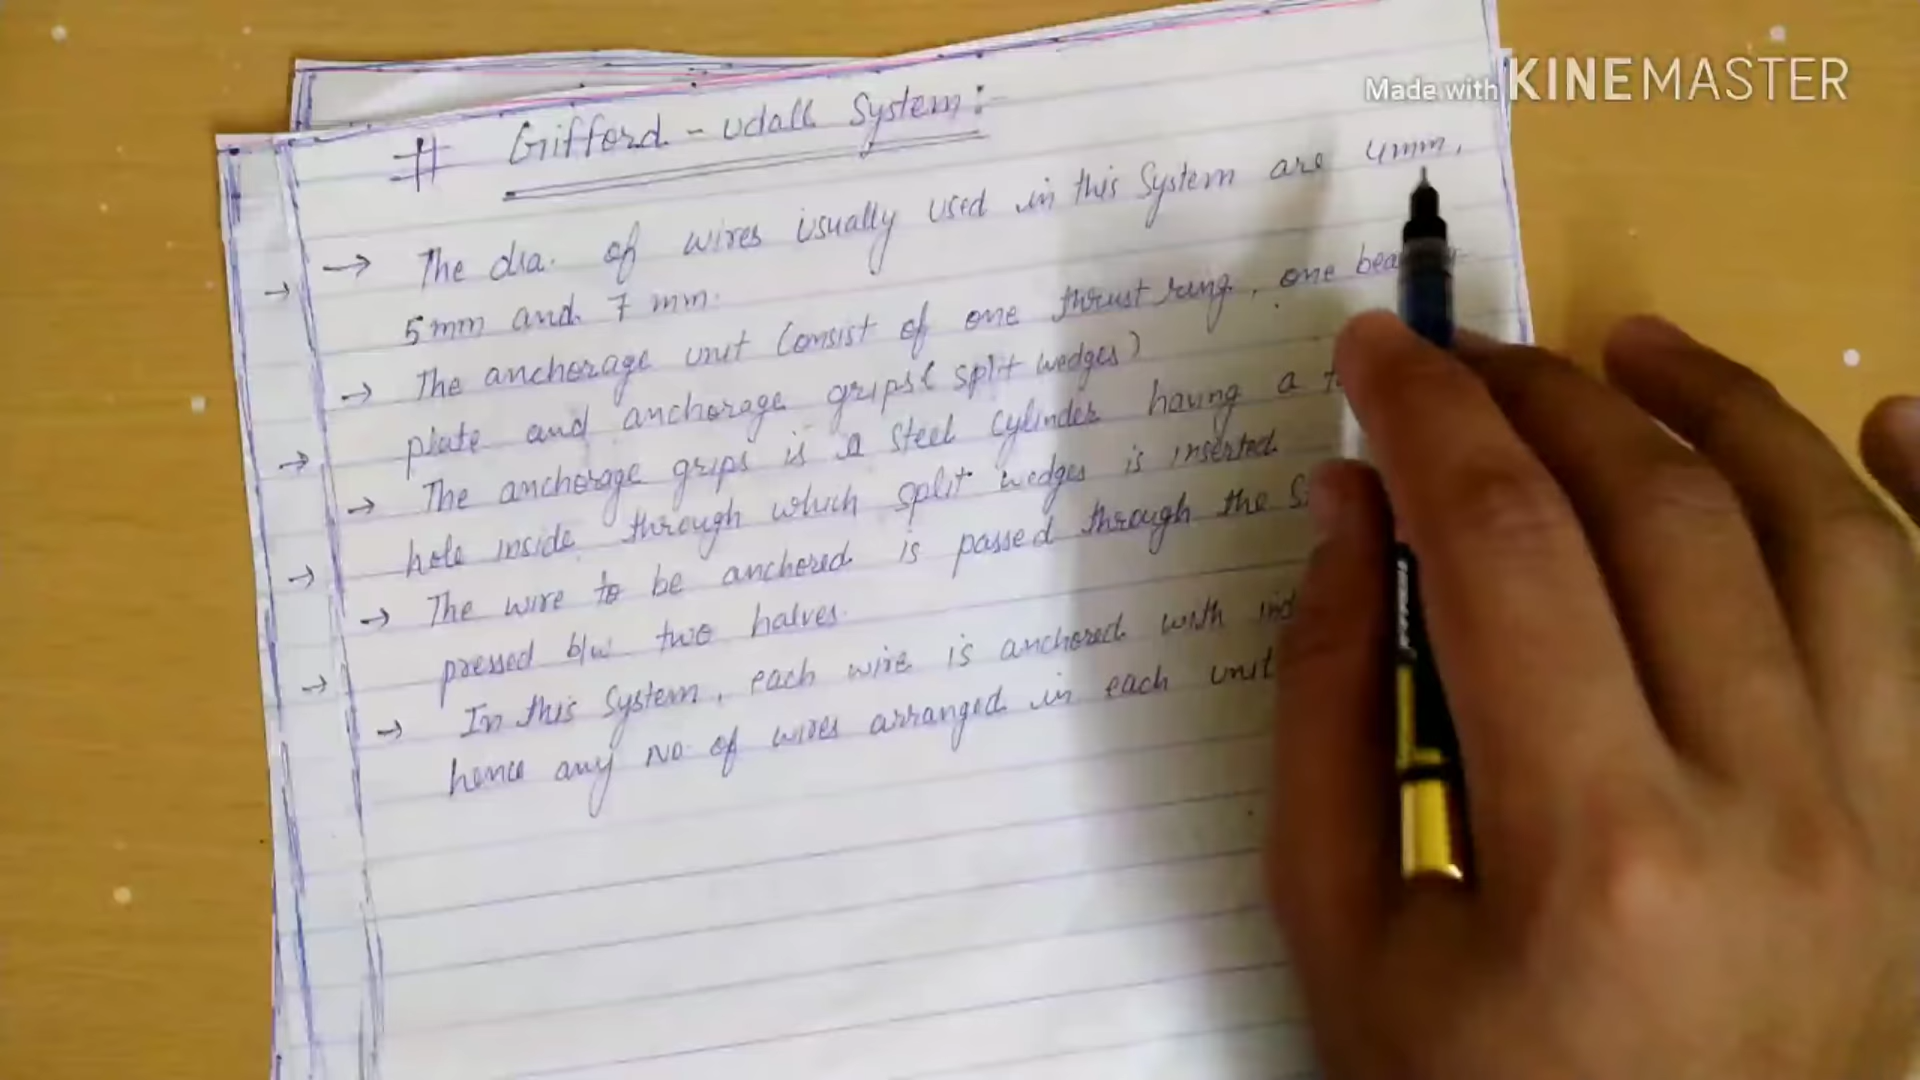 Made with KINEMASTER
# Gifford - Udall System:-
→ The dia. of wires usually used in this System are 4mm,
5mm and 7 mm.
→ The anchorage unit consist of one thrust ring, one
plate and anchorage grips( split wedges)
→ The anchorage grips is a steel cylinder having a
hole inside through which split wedges is inserted.
→ The wire to be anchored is passed through the
pressed b/w two halves.
→ In this system, each wire is anchored with
hence any No. of wires arranged in each unit